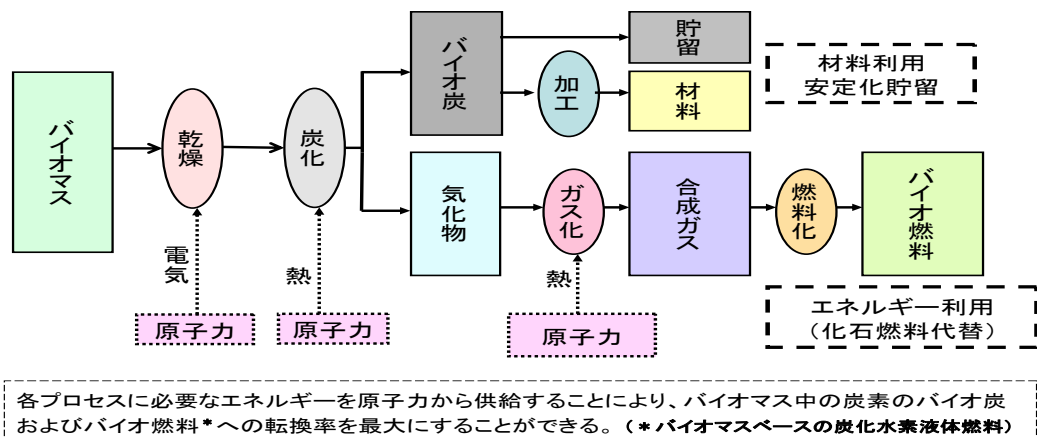 バイオマス
乾燥
炭化
バイオ炭
貯留
加工
材料
材料利用
安定化貯留
気化物
ガス化
合成ガス
燃料化
バイオ燃料
電気
熱
熱
原子力
原子力
原子力
エネルギー利用
(化石燃料代替)
各プロセスに必要なエネルギーを原子力から供給することにより、バイオマス中の炭素のバイオ炭
およびバイオ燃料*への転換率を最大にすることができる。(*バイオマスベースの炭化水素液体燃料)